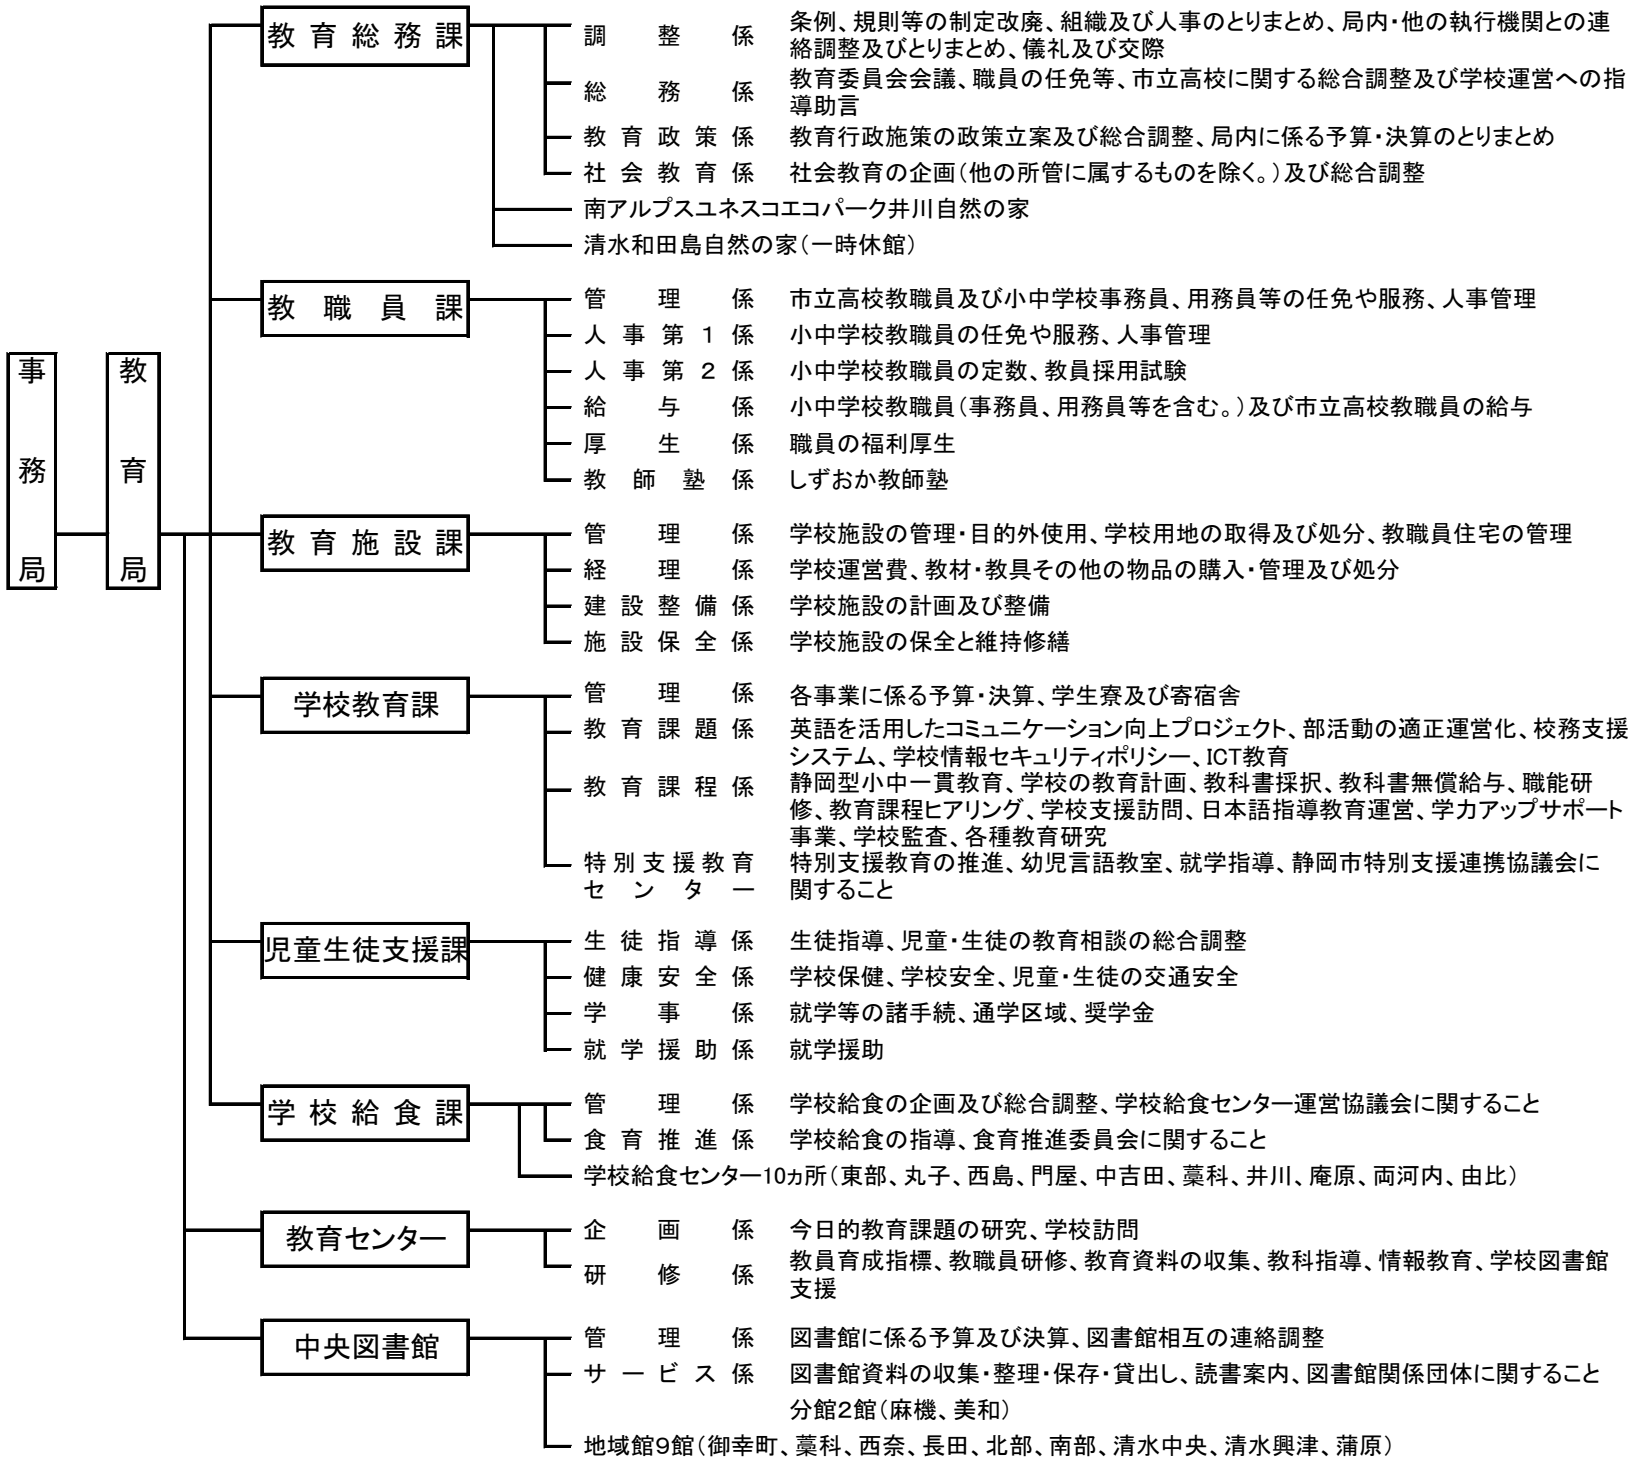 事務局
教育局
教育総務課
調整係 条例、規則等の制定改廃、組織及び人事のとりまとめ、局内・他の執行機関との連
絡調整及びとりまとめ、儀礼及び交際
総務係 教育委員会会議、職員の任免等、市立高校に関する総合調整及び学校運営への指
導助言
教育政策係 教育行政施策の政策立案及び総合調整、局内に係る予算・決算のとりまとめ
社会教育係 社会教育の企画(他の所管に属するものを除く。)及び総合調整
南アルプスユネスコエコパーク井川自然の家
清水和田島自然の家(一時休館)
教職員課
管理係 市立高校教職員及び小中学校事務員、用務員等の任免や服務、人事管理
人事第1係 小中学校教職員の任免や服務、人事管理
人事第2係 小中学校教職員の定数、教員採用試験
給与係 小中学校教職員(事務員、用務員等を含む。)及び市立高校教職員の給与
厚生係 職員の福利厚生
教師塾係 しずおか教師塾
教育施設課
管理係 学校施設の管理・目的外使用、学校用地の取得及び処分、教職員住宅の管理
経理係 学校運営費、教材・教具その他の物品の購入・管理及び処分
建設整備係 学校施設の計画及び整備
施設保全係 学校施設の保全と維持修繕
学校教育課
管理係 各事業に係る予算・決算、学生寮及び寄宿舎
教育課題係 英語を活用したコミュニケーション向上プロジェクト、部活動の適正運営化、校務支援
システム、学校情報セキュリティポリシー、ICT教育
教育課程係 静岡型小中一貫教育、学校の教育計画、教科書採択、教科書無償給与、職能研
修、教育課程ヒアリング、学校支援訪問、日本語指導教育運営、学力アップサポート
事業、学校監査、各種教育研究
特別支援教育 特別支援教育の推進、幼児言語教室、就学指導、静岡市特別支援連携協議会に
センター 関すること
児童生徒支援課
生徒指導係 生徒指導、児童・生徒の教育相談の総合調整
健康安全係 学校保健、学校安全、児童・生徒の交通安全
学事係 就学等の諸手続、通学区域、奨学金
就学援助係 就学援助
学校給食課
管理係 学校給食の企画及び総合調整、学校給食センター運営協議会に関すること
食育推進係 学校給食の指導、食育推進委員会に関すること
学校給食センター10ヵ所(東部、丸子、西島、門屋、中吉田、藁科、井川、庵原、両河内、由比)
教育センター
企画係 今日的教育課題の研究、学校訪問
研修係 教員育成指標、教職員研修、教育資料の収集、教科指導、情報教育、学校図書館
支援
中央図書館
管理係 図書館に係る予算及び決算、図書館相互の連絡調整
サービス係 図書館資料の収集・整理・保存・貸出し、読書案内、図書館関係団体に関すること
分館2館(麻機、美和)
地域館9館(御幸町、藁科、西奈、長田、北部、南部、清水中央、清水興津、蒲原)